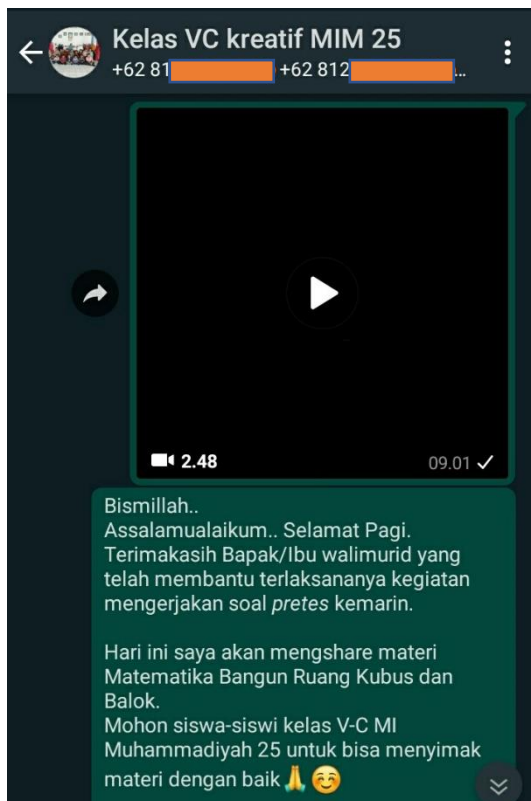 Kelas VC kreatif MIM 25
+62 81 +62 812 ...
2.48
09.01
Bismillah..
Assalamualaikum.. Selamat Pagi.
Terimakasih Bapak/Ibu walimurid yang
telah membantu terlaksananya kegiatan
mengerjakan soal pretes kemarin.
Hari ini saya akan mengshare materi
Matematika Bangun Ruang Kubus dan
Balok.
Mohon siswa-siswi kelas V-C MI
Muhammadiyah 25 untuk bisa menyimak
materi dengan baik🙏☺️